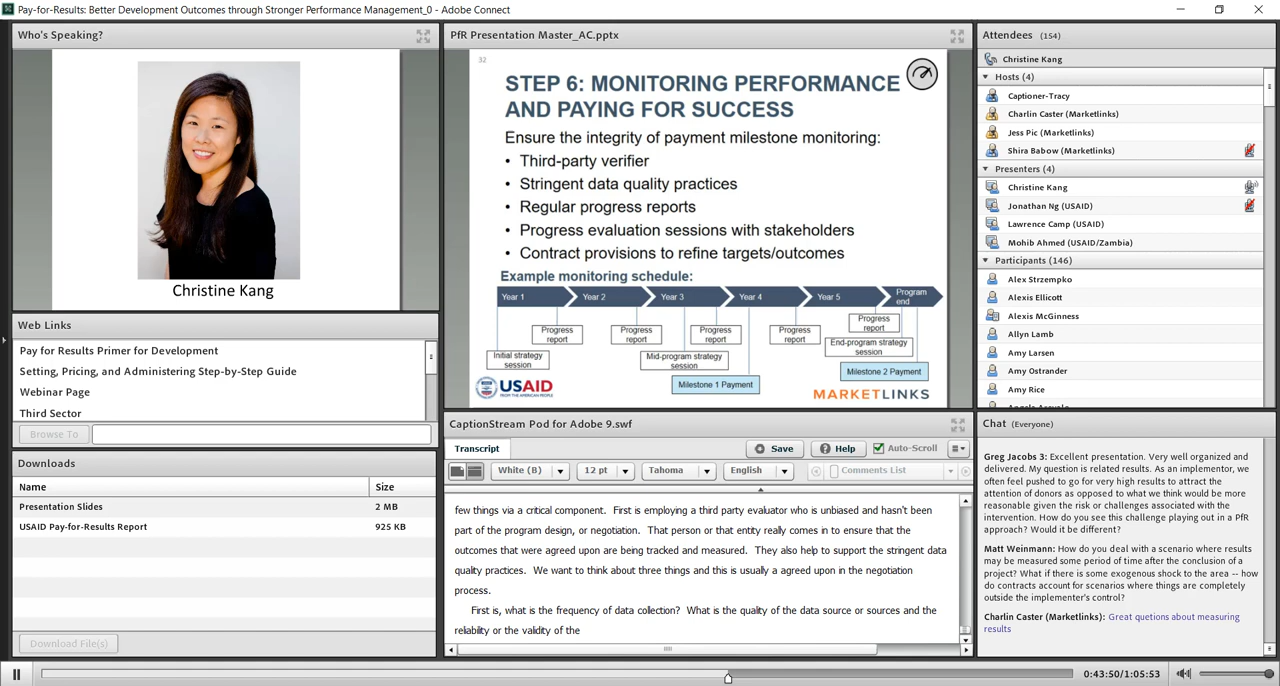 Pay-for-Results: Better Development Outcomes through Stronger Performance Management_0 - Adobe Connect
Who's Speaking?
Christine Kang
Web Links
Pay for Results Primer for Development
Setting, Pricing, and Administering Step-by-Step Guide
Webinar Page
Third Sector
Browse To
Downloads
Name Size
Presentation Slides 2 MB
USAID Pay-for-Results Report 925 KB
Download File(s)
PfR Presentation Master_AC.pptx
32
STEP 6: MONITORING PERFORMANCE
AND PAYING FOR SUCCESS
Ensure the integrity of payment milestone monitoring:
• Third-party verifier
• Stringent data quality practices
• Regular progress reports
• Progress evaluation sessions with stakeholders
• Contract provisions to refine targets/outcomes
Example monitoring schedule:
Year 1 Year 2 Year 3 Year 4 Year 5 Program
end
Progress
report
Progress
report
Progress
report
Progress
report
Progress
report
Initial strategy
session
Mid-program strategy
session
End-program strategy
session
Milestone 1 Payment
Milestone 2 Payment
USAID
FROM THE AMERICAN PEOPLE
MARKETLINKS
CaptionStream Pod for Adobe 9.swf
Transcript Save Help Auto-Scroll
White (B) 12 pt Tahoma English Comments List
few things via a critical component. First is employing a third party evaluator who is unbiased and hasn't been
part of the program design, or negotiation. That person or that entity really comes in to ensure that the
outcomes that were agreed upon are being tracked and measured. They also help to support the stringent data
quality practices. We want to think about three things and this is usually a agreed upon in the negotiation
process.
First is, what is the frequency of data collection? What is the quality of the data source or sources and the
reliability or the validity of the
Attendees (154)
Christine Kang
Hosts (4)
Captioner-Tracy
Charlin Caster (Marketlinks)
Jess Pic (Marketlinks)
Shira Babow (Marketlinks)
Presenters (4)
Christine Kang
Jonathan Ng (USAID)
Lawrence Camp (USAID)
Mohib Ahmed (USAID/Zambia)
Participants (146)
Alex Strzempko
Alexis Ellicott
Alexis McGinness
Allyn Lamb
Amy Larsen
Amy Ostrander
Amy Rice
Chat (Everyone)
Greg Jacobs 3: Excellent presentation. Very well organized and
delivered. My question is related results. As an implementor, we
often feel pushed to go for very high results to attract the
attention of donors as opposed to what we think would be more
reasonable given the risk or challenges associated with the
intervention. How do you see this challenge playing out in a PfR
approach? Would it be different?
Matt Weinmann: How do you deal with a scenario where results
may be measured some period of time after the conclusion of a
project? What if there is some exogenous shock to the area -- how
do contracts account for scenarios where things are completely
outside the implementer's control?
Charlin Caster (Marketlinks): Great quetions about measuring
results
0:43:50/1:05:53